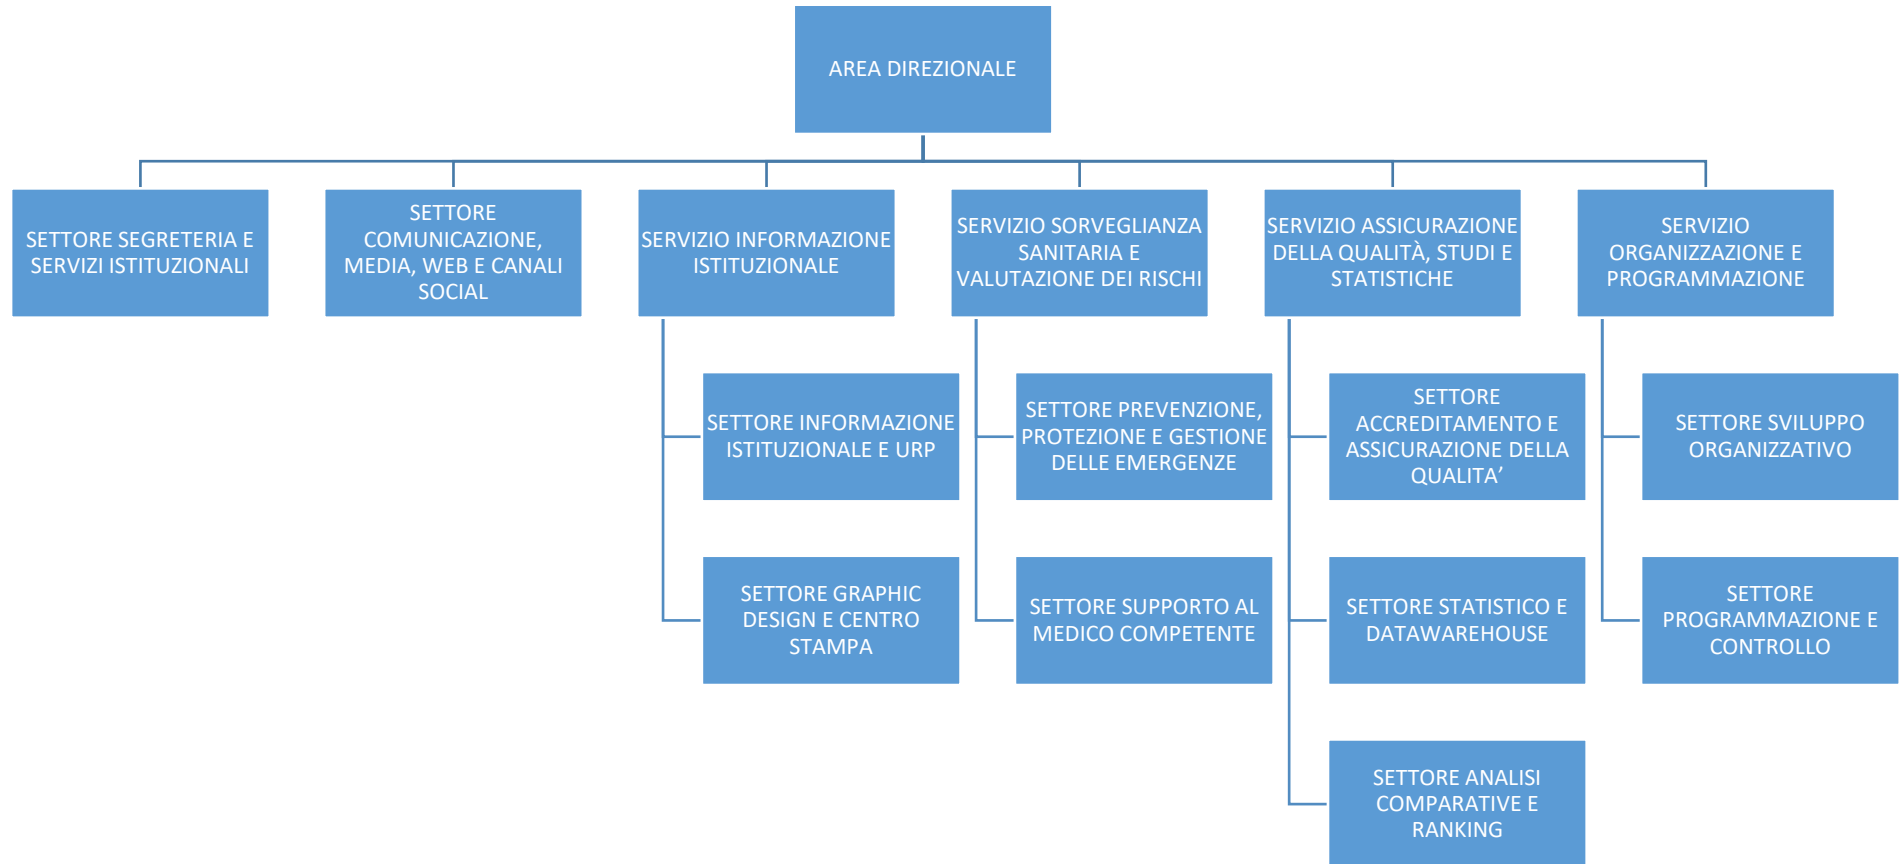 AREA DIREZIONALE
SETTORE SEGRETERIA E
SERVIZI ISTITUZIONALI
SETTORE
COMUNICAZIONE,
MEDIA, WEB E CANALI
SOCIAL
SERVIZIO INFORMAZIONE
ISTITUZIONALE
SERVIZIO SORVEGLIANZA
SANITARIA E
VALUTAZIONE DEI RISCHI
SERVIZIO ASSICURAZIONE
DELLA QUALITÀ, STUDI E
STATISTICHE
SERVIZIO
ORGANIZZAZIONE E
PROGRAMMAZIONE
SETTORE INFORMAZIONE
ISTITUZIONALE E URP
SETTORE PREVENZIONE,
PROTEZIONE E GESTIONE
DELLE EMERGENZE
SETTORE
ACCREDITAMENTO E
ASSICURAZIONE DELLA
QUALITA’
SETTORE SVILUPPO
ORGANIZZATIVO
SETTORE GRAPHIC
DESIGN E CENTRO
STAMPA
SETTORE SUPPORTO AL
MEDICO COMPETENTE
SETTORE STATISTICO E
DATAWAREHOUSE
SETTORE
PROGRAMMAZIONE E
CONTROLLO
SETTORE ANALISI
COMPARATIVE E
RANKING